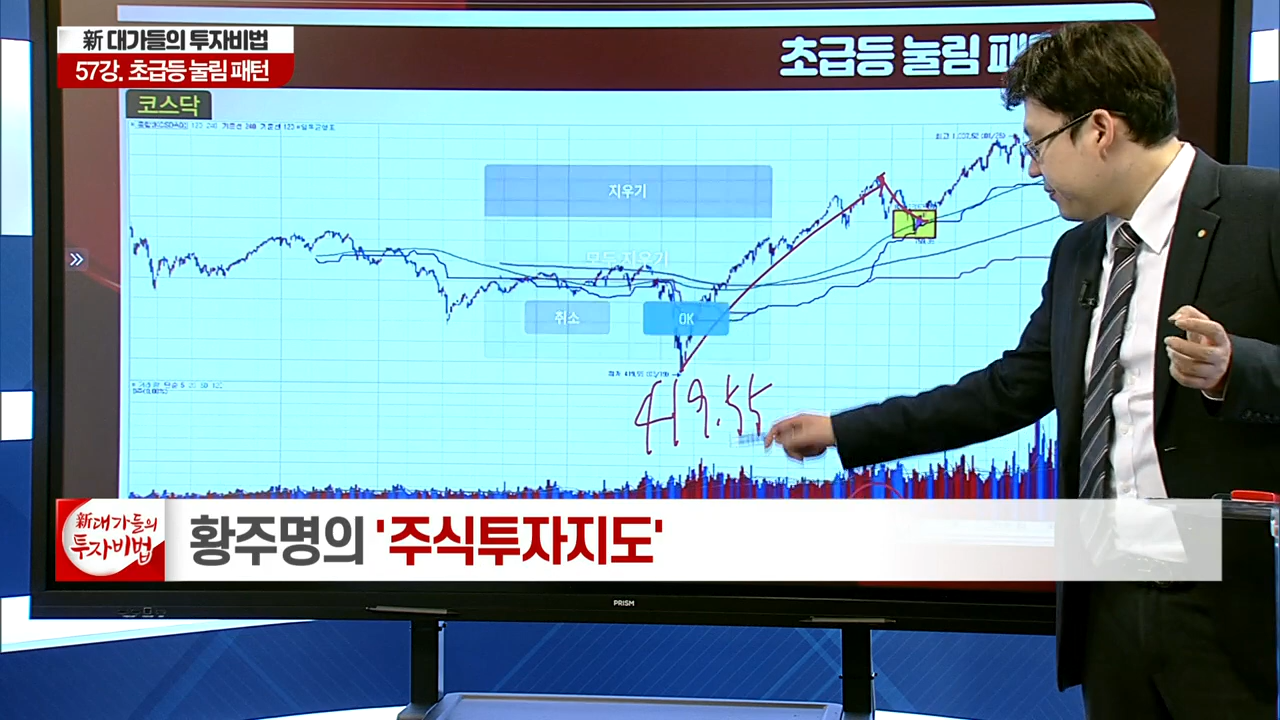 新 대가들의 투자비법
57강. 초급등 눌림 패턴
초급등 눌림
코스닥
지우기
모두 지우기
취소
OK
419.55
新 대가들의
투자비법
황주명의 '주식투자지도'
PRISM